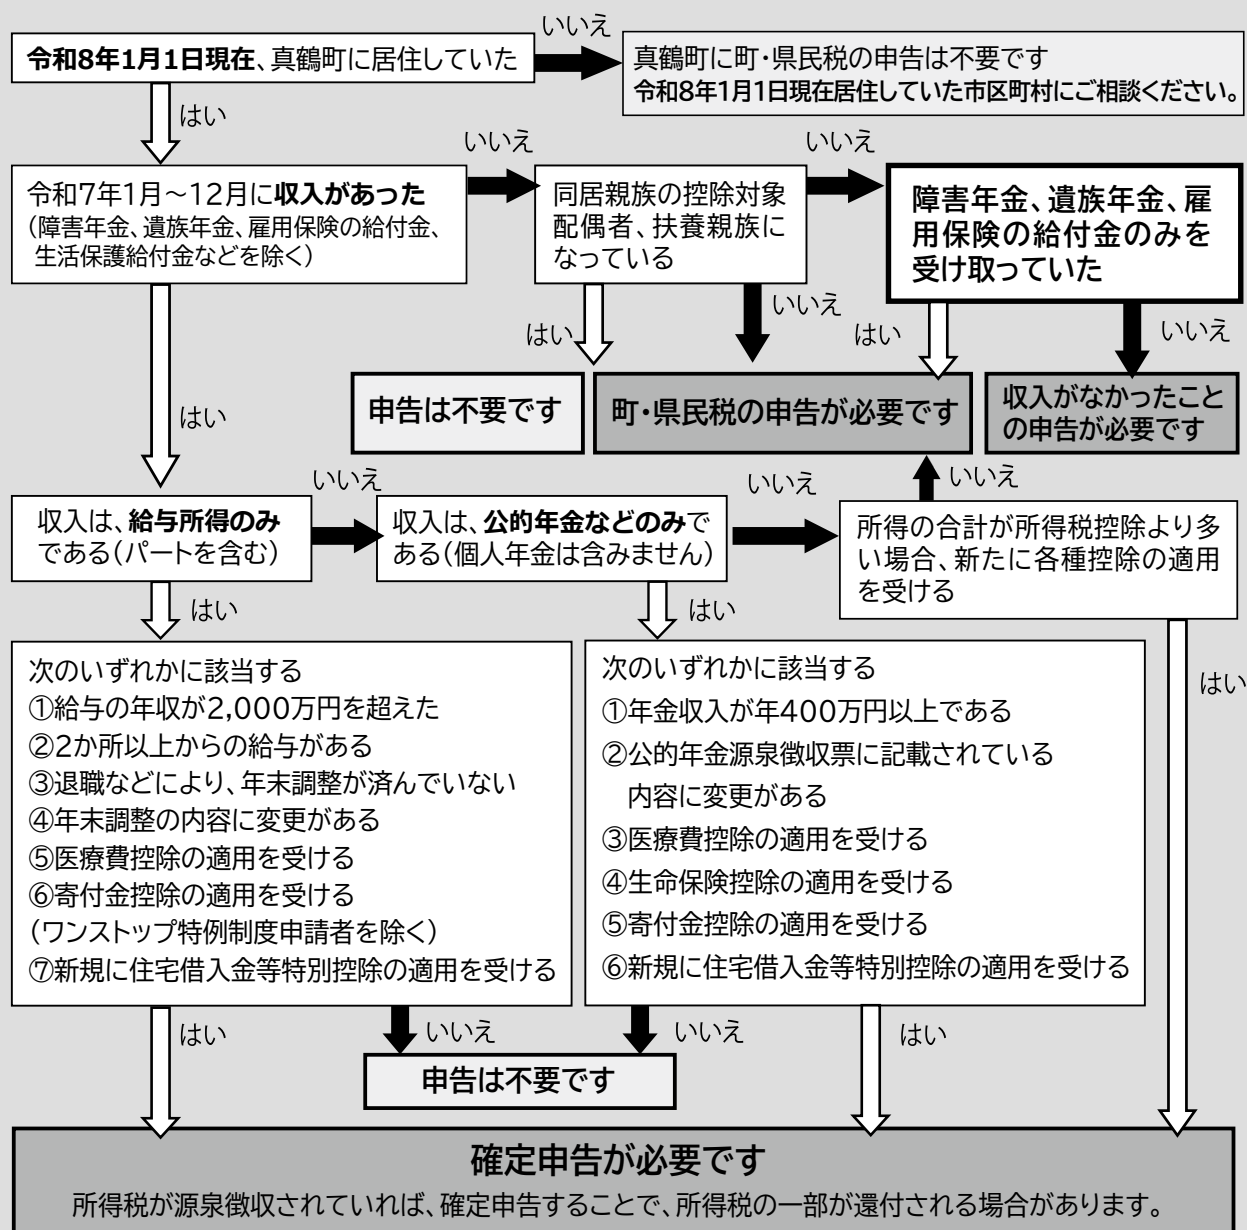 いいえ
令和8年1月1日現在、真鶴町に居住していた
真鶴町に町・県民税の申告は不要です
令和8年1月1日現在居住していた市区町村にご相談ください。
はい
いいえ
いいえ
令和7年1月～12月に収入があった
(障害年金、遺族年金、雇用保険の給付金、
生活保護給付金などを除く)
同居親族の控除対象
配偶者、扶養親族に
なっている
障害年金、遺族年金、雇
用保険の給付金のみを
受け取っていた
はい
いいえ
はい
いいえ
申告は不要です
町・県民税の申告が必要です
収入がなかったこと
の申告が必要です
はい
いいえ
いいえ
いいえ
収入は、給与所得のみ
である(パートを含む)
収入は、公的年金などのみで
ある(個人年金は含みません)
所得の合計が所得税控除より多
い場合、新たに各種控除の適用
を受ける
はい
はい
はい
次のいずれかに該当する
①給与の年収が2,000万円を超えた
②2か所以上からの給与がある
③退職などにより、年末調整が済んでいない
④年末調整の内容に変更がある
⑤医療費控除の適用を受ける
⑥寄付金控除の適用を受ける
(ワンストップ特例制度申請者を除く)
⑦新規に住宅借入金等特別控除の適用を受ける
次のいずれかに該当する
①年金収入が年400万円以上である
②公的年金源泉徴収票に記載されている
内容に変更がある
③医療費控除の適用を受ける
④生命保険控除の適用を受ける
⑤寄付金控除の適用を受ける
⑥新規に住宅借入金等特別控除の適用を受ける
はい
いいえ
いいえ
はい
申告は不要です
確定申告が必要です
所得税が源泉徴収されていれば、確定申告することで、所得税の一部が還付される場合があります。